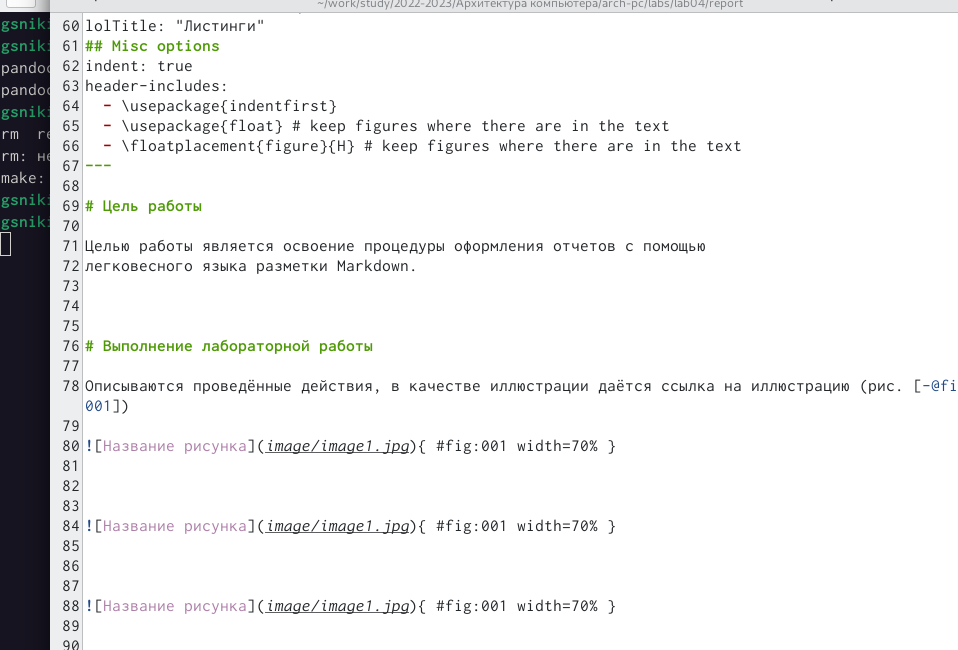 ~/work/study/2022-2023/Архитектура компьютера/arch-pc/labs/lab04/report
gsnik
gsnik
pando
pando
gsnik
rm re
rm: не
make:
gsnik
gsnik
60 lolTitle: "Листинги"
61 ## Misc options
62 indent: true
63 header-includes:
64 - \usepackage{indentfirst}
65 - \usepackage{float} # keep figures where there are in the text
66 - \floatplacement{figure}{H} # keep figures where there are in the text
67 ---
68
69 # Цель работы
70
71 Целью работы является освоение процедуры оформления отчетов с помощью
72 легковесного языка разметки Markdown.
73
74
75
76 # Выполнение лабораторной работы
77
78 Описываются проведённые действия, в качестве иллюстрации даётся ссылка на иллюстрацию (рис. [-@fi
001])
79
80 ![Название рисунка](image/image1.jpg){ #fig:001 width=70% }
81
82
83
84 ![Название рисунка](image/image1.jpg){ #fig:001 width=70% }
85
86
87
88 ![Название рисунка](image/image1.jpg){ #fig:001 width=70% }
89
90